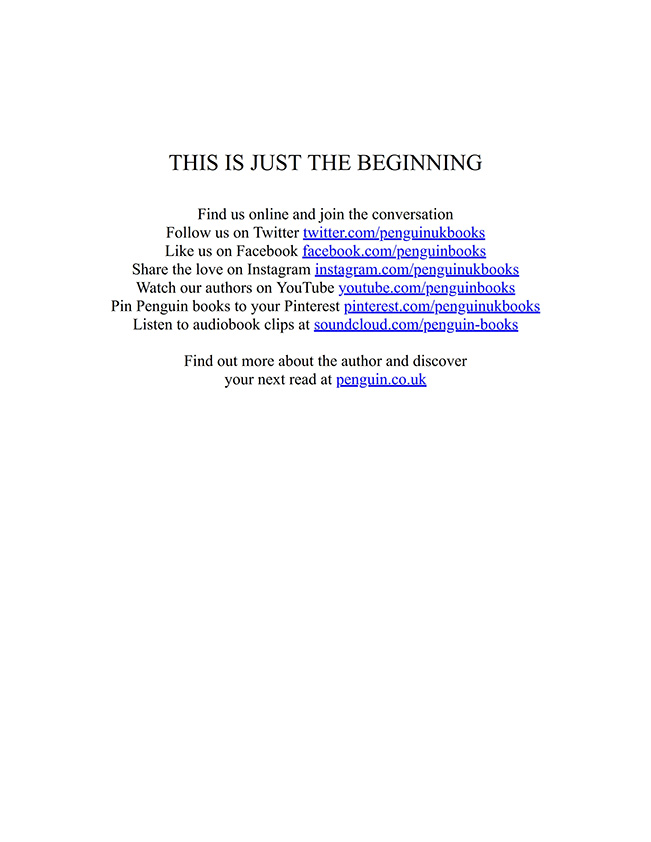 THIS IS JUST THE BEGINNING
Find us online and join the conversation
Follow us on Twitter twitter.com/penguinukbooks
Like us on Facebook facebook.com/penguinbooks
Share the love on Instagram instagram.com/penguinukbooks
Watch our authors on YouTube youtube.com/penguinbooks
Pin Penguin books to your Pinterest pinterest.com/penguinukbooks
Listen to audiobook clips at soundcloud.com/penguin-books
Find out more about the author and discover
your next read at penguin.co.uk